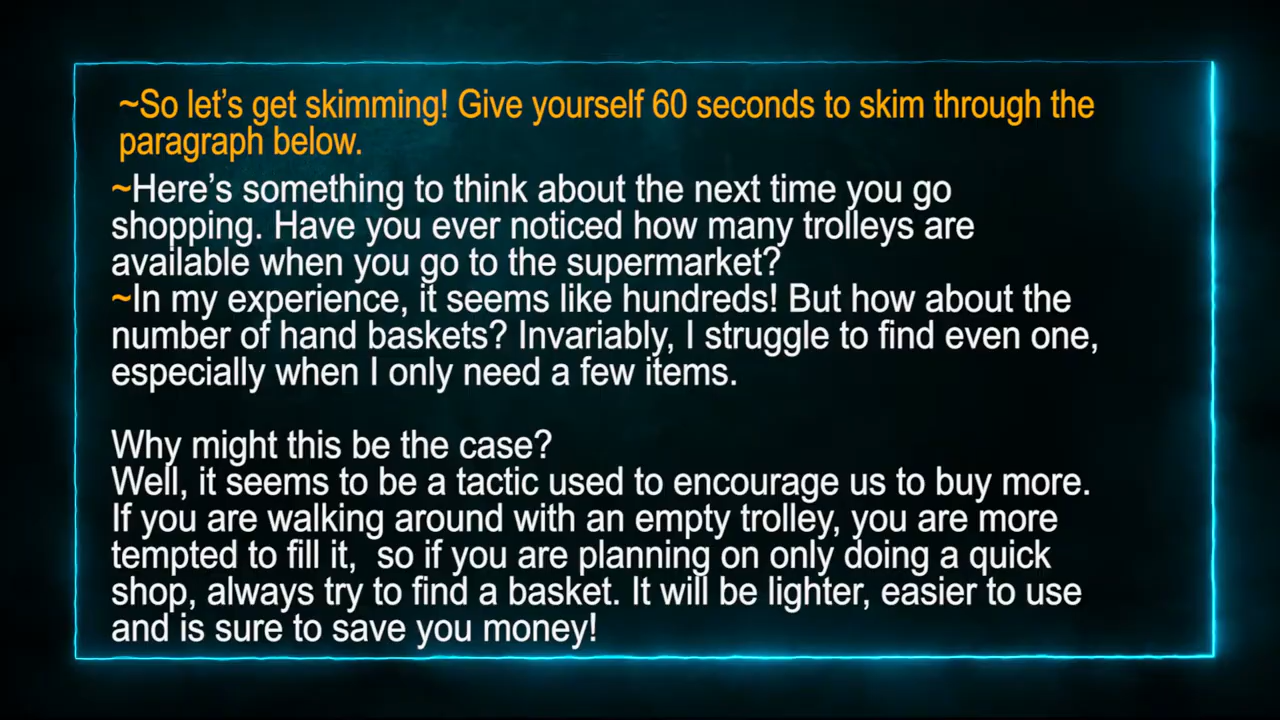 ~So let's get skimming! Give yourself 60 seconds to skim through the
paragraph below.
~Here's something to think about the next time you go
shopping. Have you ever noticed how many trolleys are
available when you go to the supermarket?
~In my experience, it seems like hundreds! But how about the
number of hand baskets? Invariably, I struggle to find even one,
especially when I only need a few items.
Why might this be the case?
Well, it seems to be a tactic used to encourage us to buy more.
If you are walking around with an empty trolley, you are more
tempted to fill it,  so if you are planning on only doing a quick
shop, always try to find a basket. It will be lighter, easier to use
and is sure to save you money!